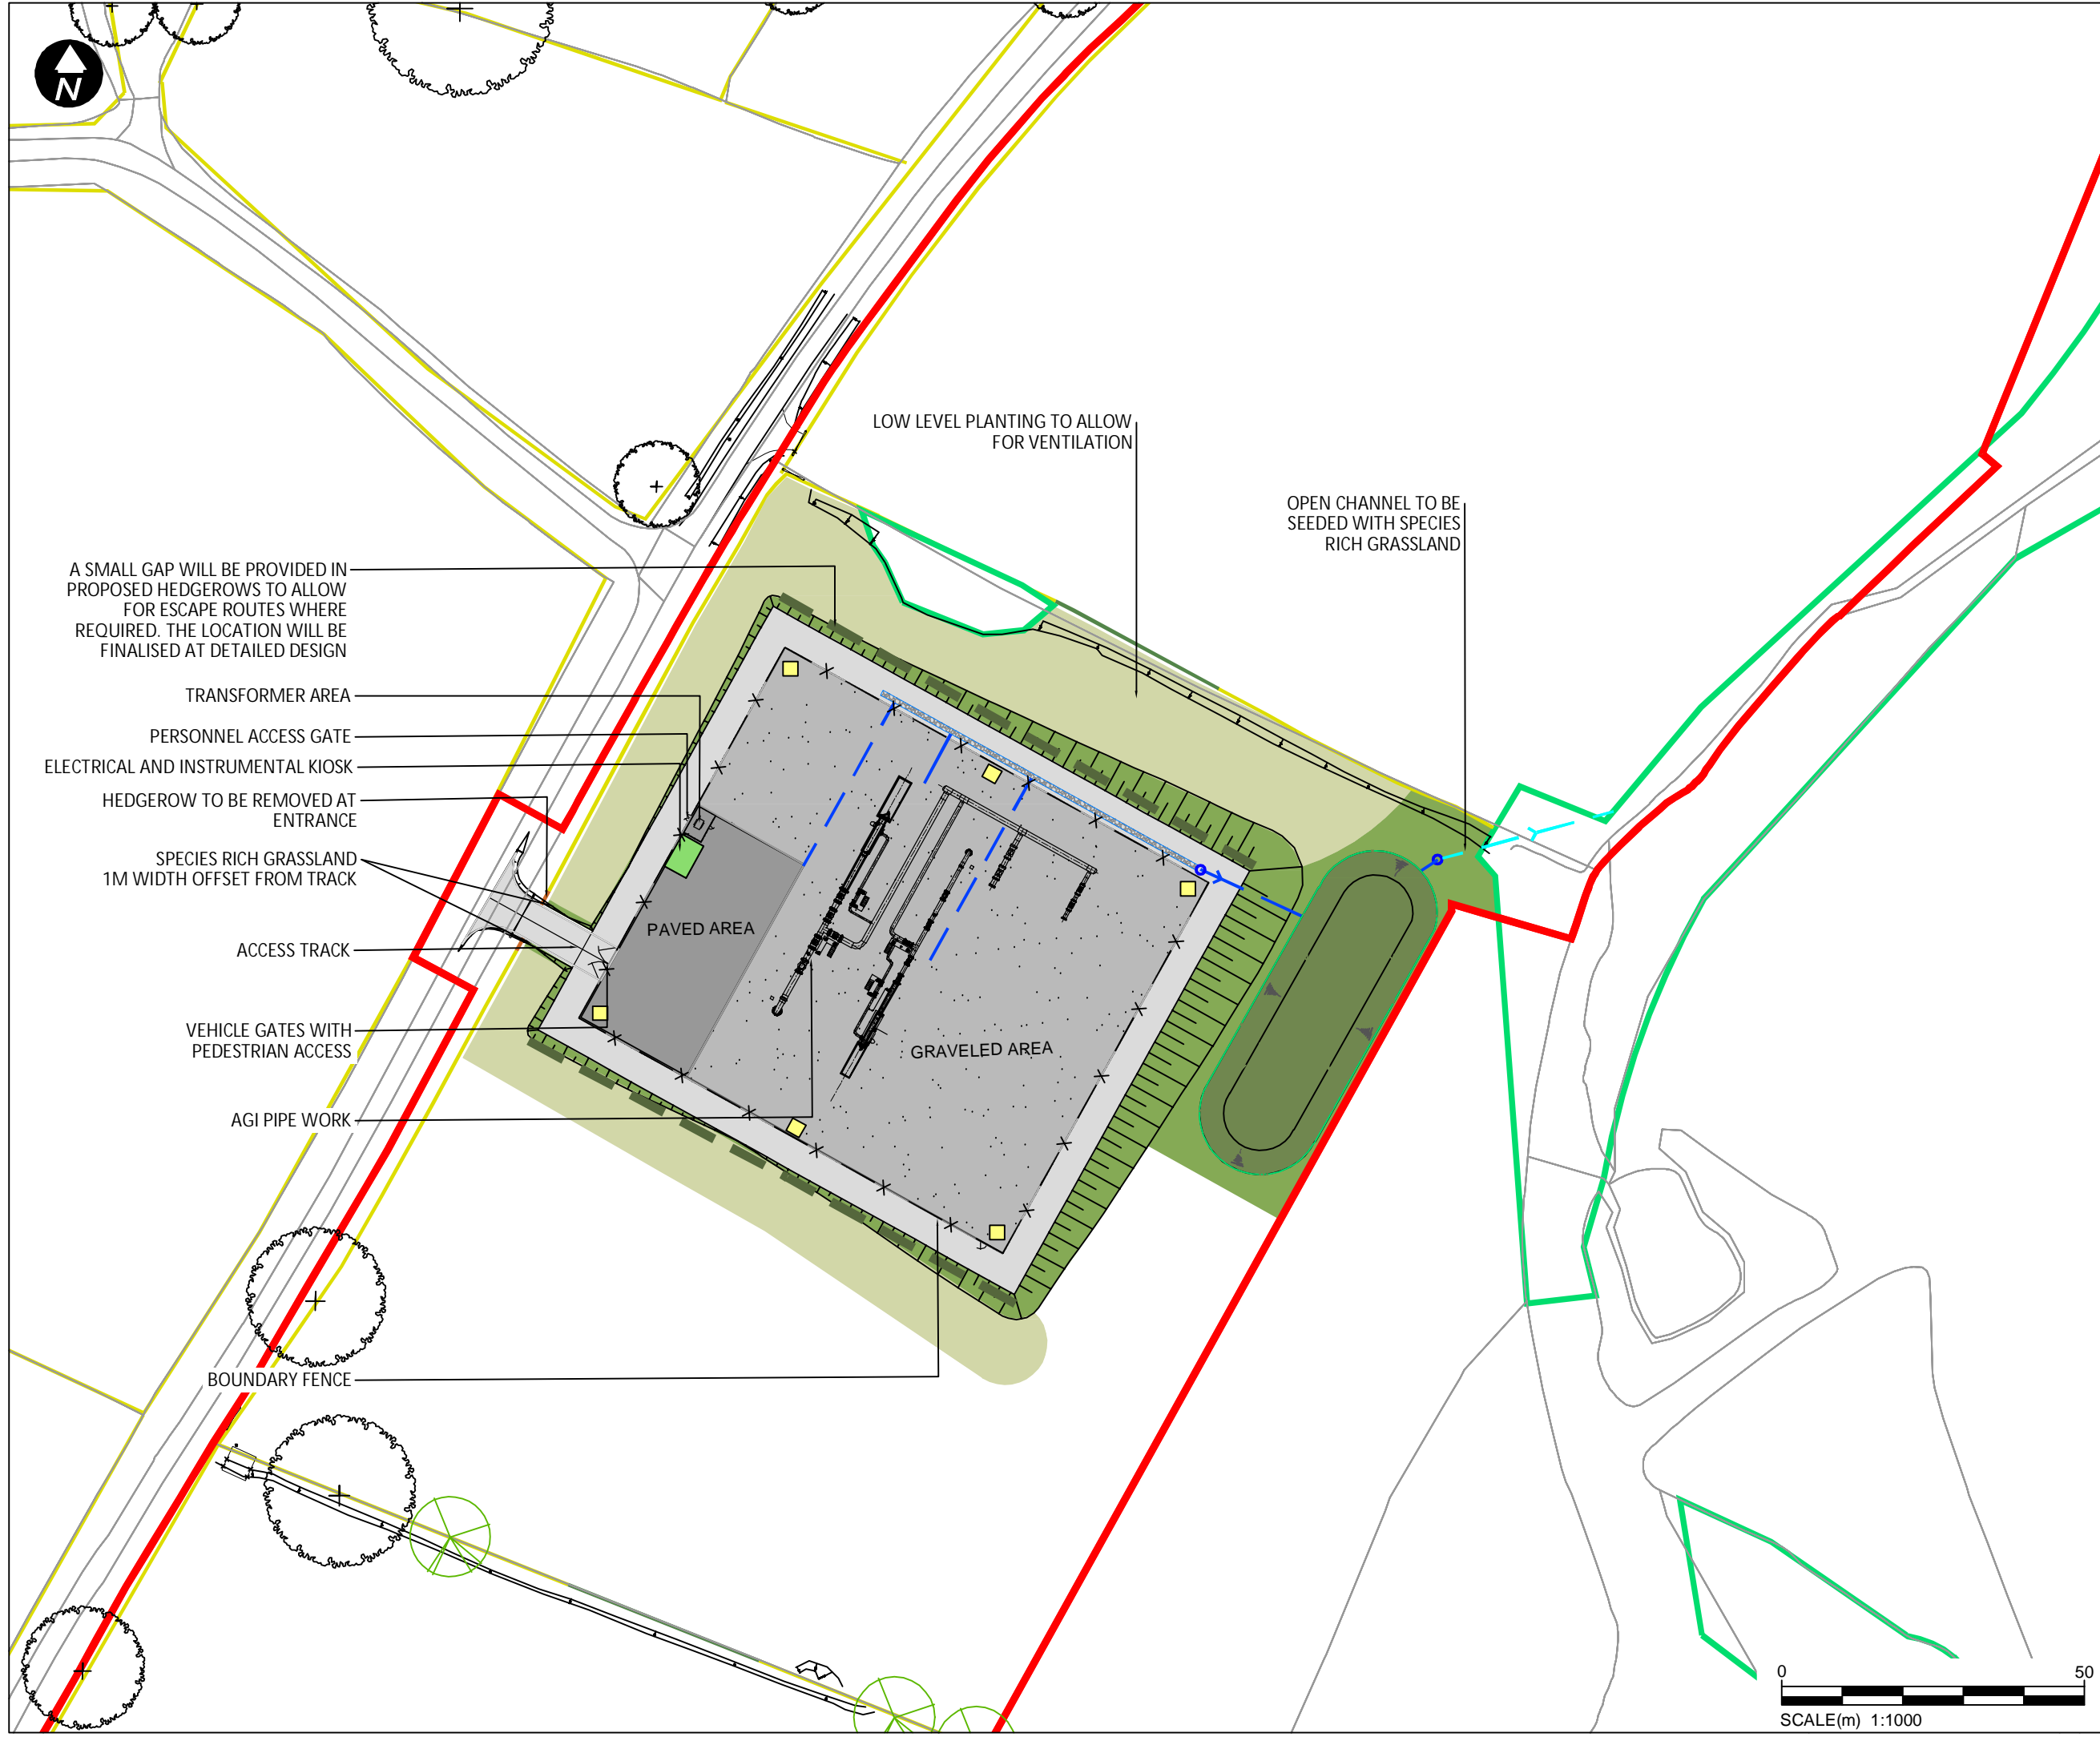 N
LOW LEVEL PLANTING TO ALLOW
FOR VENTILATION
OPEN CHANNEL TO BE
SEEDED WITH SPECIES
RICH GRASSLAND
A SMALL GAP WILL BE PROVIDED IN
PROPOSED HEDGEROWS TO ALLOW
FOR ESCAPE ROUTES WHERE
REQUIRED. THE LOCATION WILL BE
FINALISED AT DETAILED DESIGN
TRANSFORMER AREA
PERSONNEL ACCESS GATE
ELECTRICAL AND INSTRUMENTAL KIOSK
HEDGEROW TO BE REMOVED AT
ENTRANCE
SPECIES RICH GRASSLAND
1M WIDTH OFFSET FROM TRACK
PAVED AREA
ACCESS TRACK
VEHICLE GATES WITH
PEDESTRIAN ACCESS
GRAVELED AREA
AGI PIPE WORK
BOUNDARY FENCE
0 50
SCALE(m) 1:1000